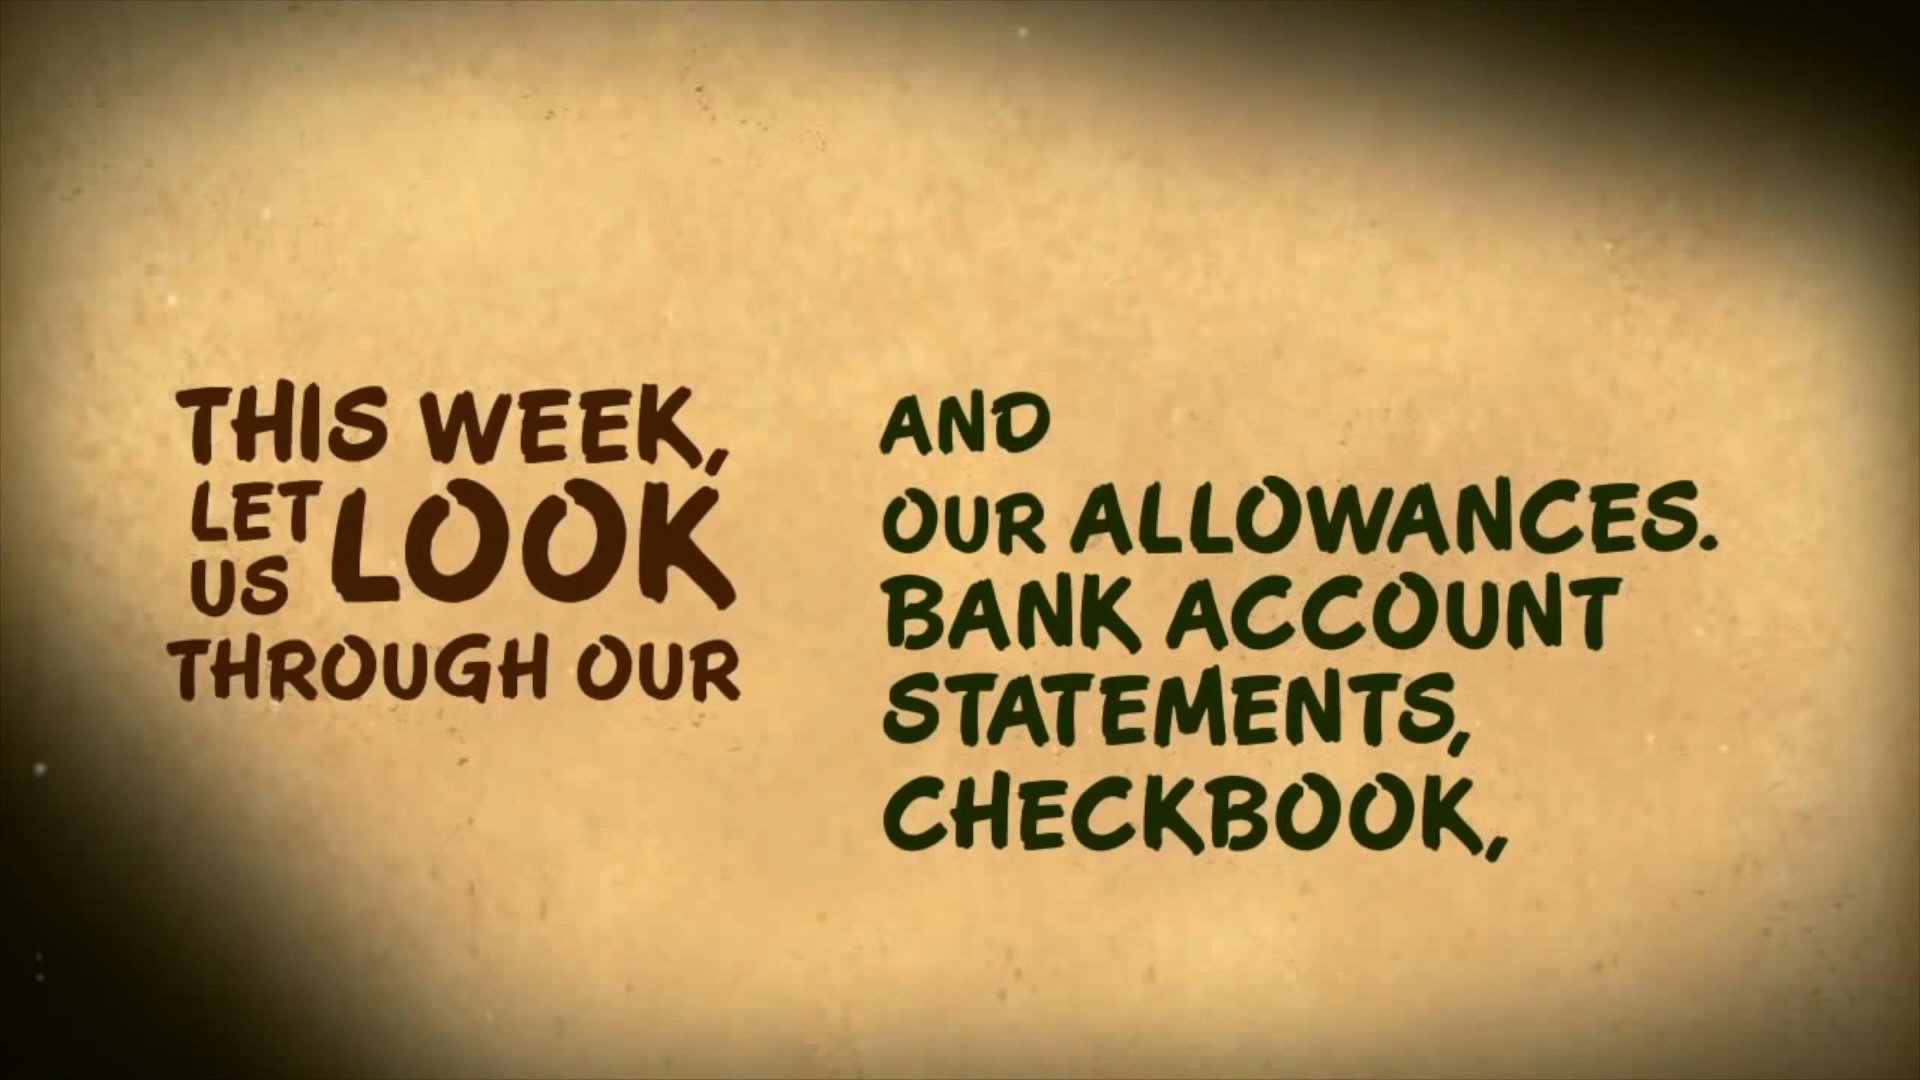 THIS WEEK,
LET
US LOOK
THROUGH OUR
AND
OUR ALLOWANCES.
BANK ACCOUNT
STATEMENTS,
CHECKBOOK,